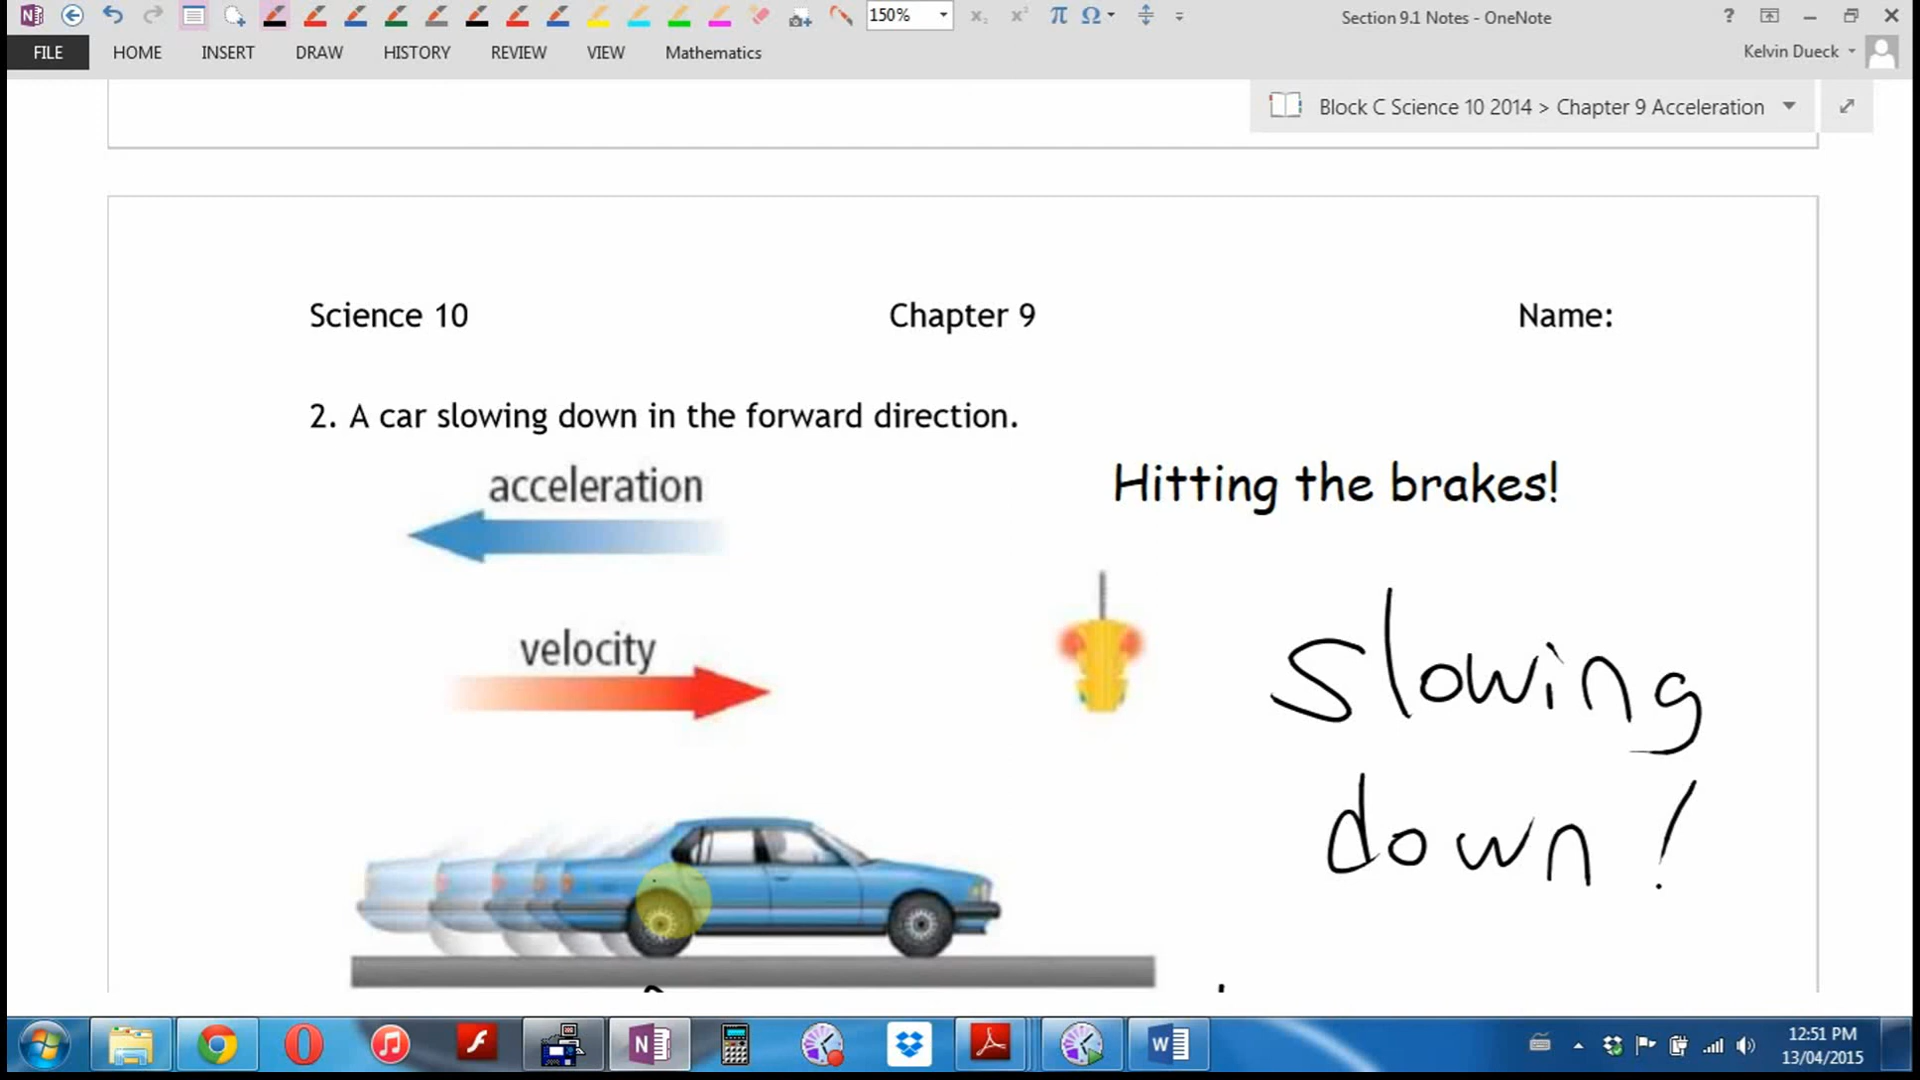 150%
x₂ x² π Ω
Section 9.1 Notes - OneNote
?
FILE HOME INSERT DRAW HISTORY REVIEW VIEW Mathematics
Kelvin Dueck
Block C Science 10 2014 > Chapter 9 Acceleration
Science 10 Chapter 9 Name:
2. A car slowing down in the forward direction.
acceleration
Hitting the brakes!
velocity
slowing
down!
12:51 PM
13/04/2015